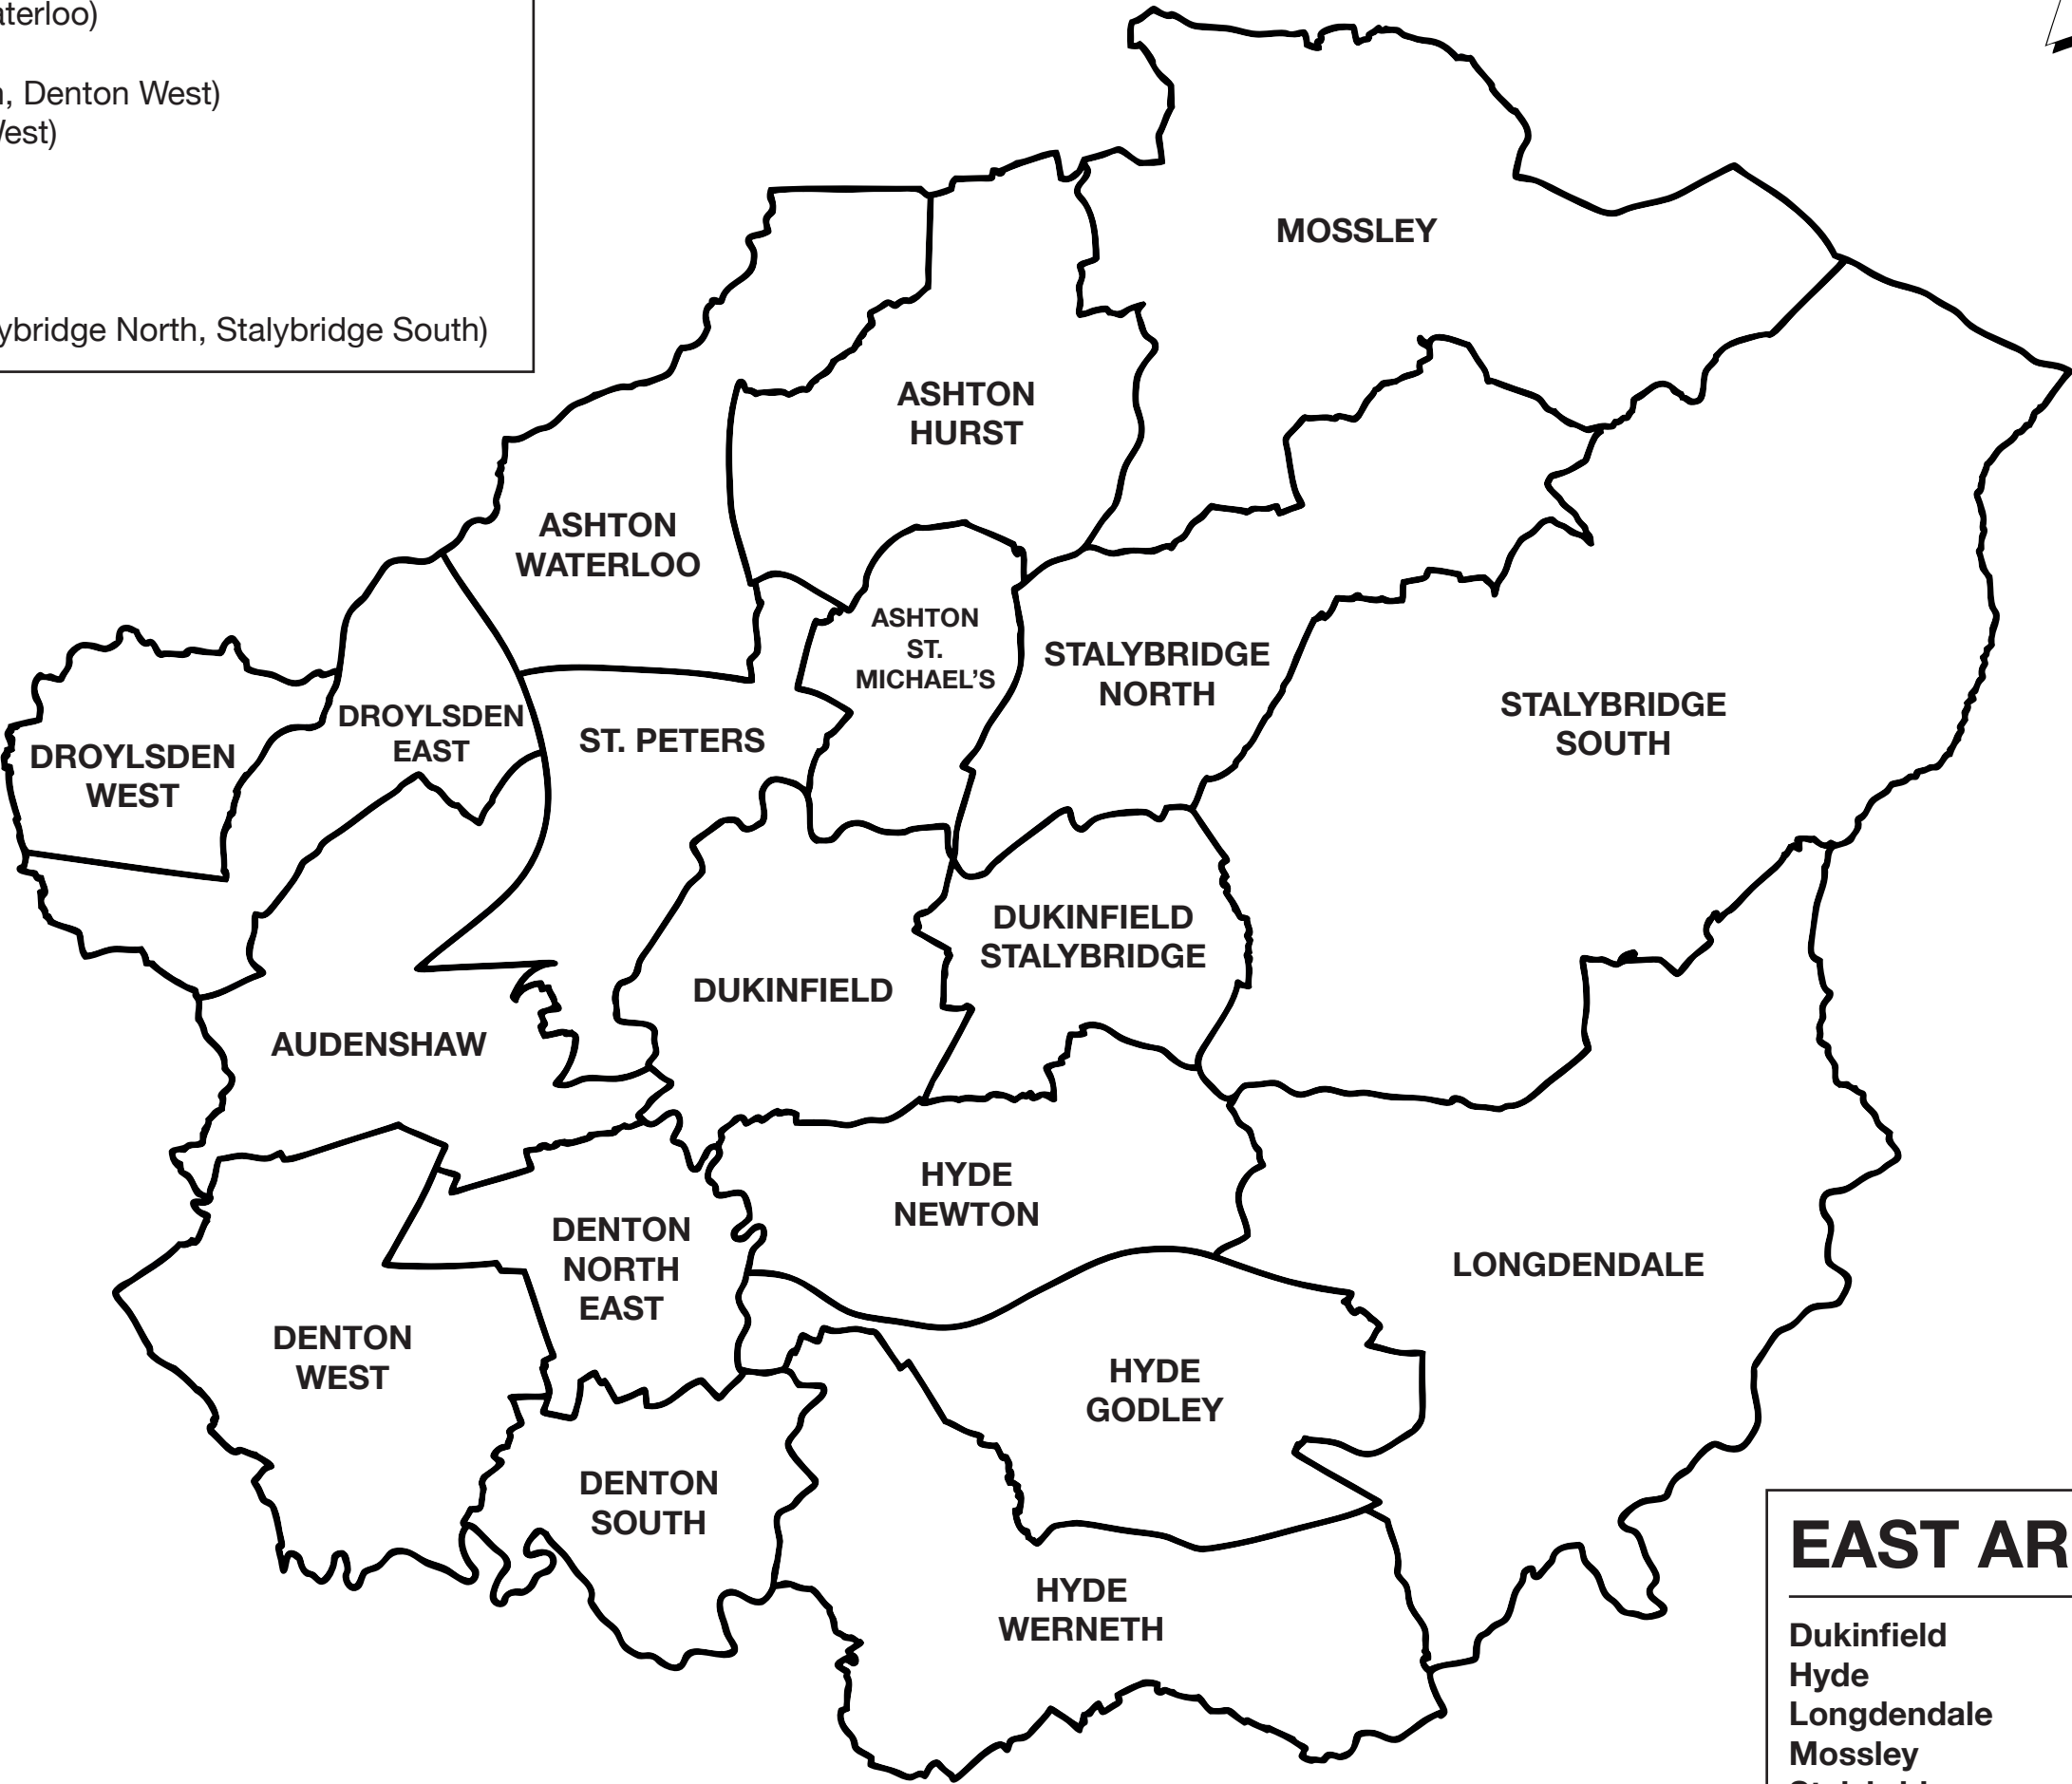 Denton West)
ybridge North, Stalybridge South)
MOSSLEY
ASHTON
HURST
ASHTON
WATERLOO
ASHTON
ST.
MICHAEL'S
STALYBRIDGE
NORTH
STALYBRIDGE
SOUTH
DROYLSDEN
EAST
ST. PETERS
DROYLSDEN
WEST
DUKINFIELD
STALYBRIDGE
DUKINFIELD
AUDENSHAW
HYDE
NEWTON
DENTON
NORTH
EAST
LONGDENDALE
DENTON
WEST
HYDE
GODLEY
DENTON
SOUTH
HYDE
WERNETH
EAST AR
Dukinfield
Hyde
Longdendale
Mossley